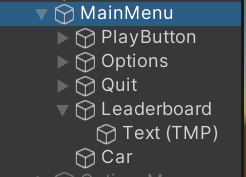 MainMenu
PlayButton
Options
Quit
Leaderboard
Text (TMP)
Car